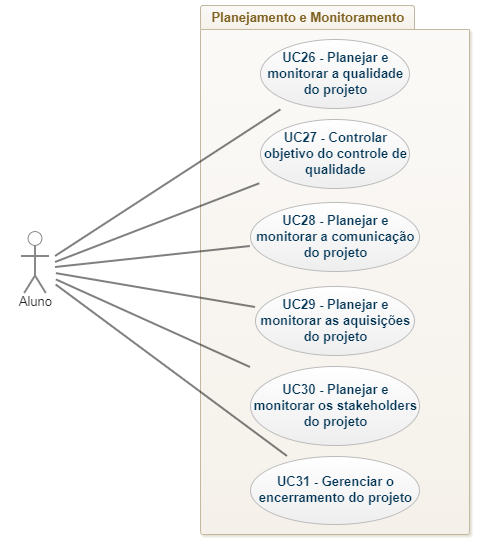 Planejamento e Monitoramento
UC26 - Planejar e
monitorar a qualidade
do projeto
UC27 - Controlar
objetivo do controle de
qualidade
UC28 - Planejar e
monitorar a comunicação
do projeto
Aluno
UC29 - Planejar e
monitorar as aquisições
do projeto
UC30 - Planejar e
monitorar os stakeholders
do projeto
UC31 - Gerenciar o
encerramento do projeto